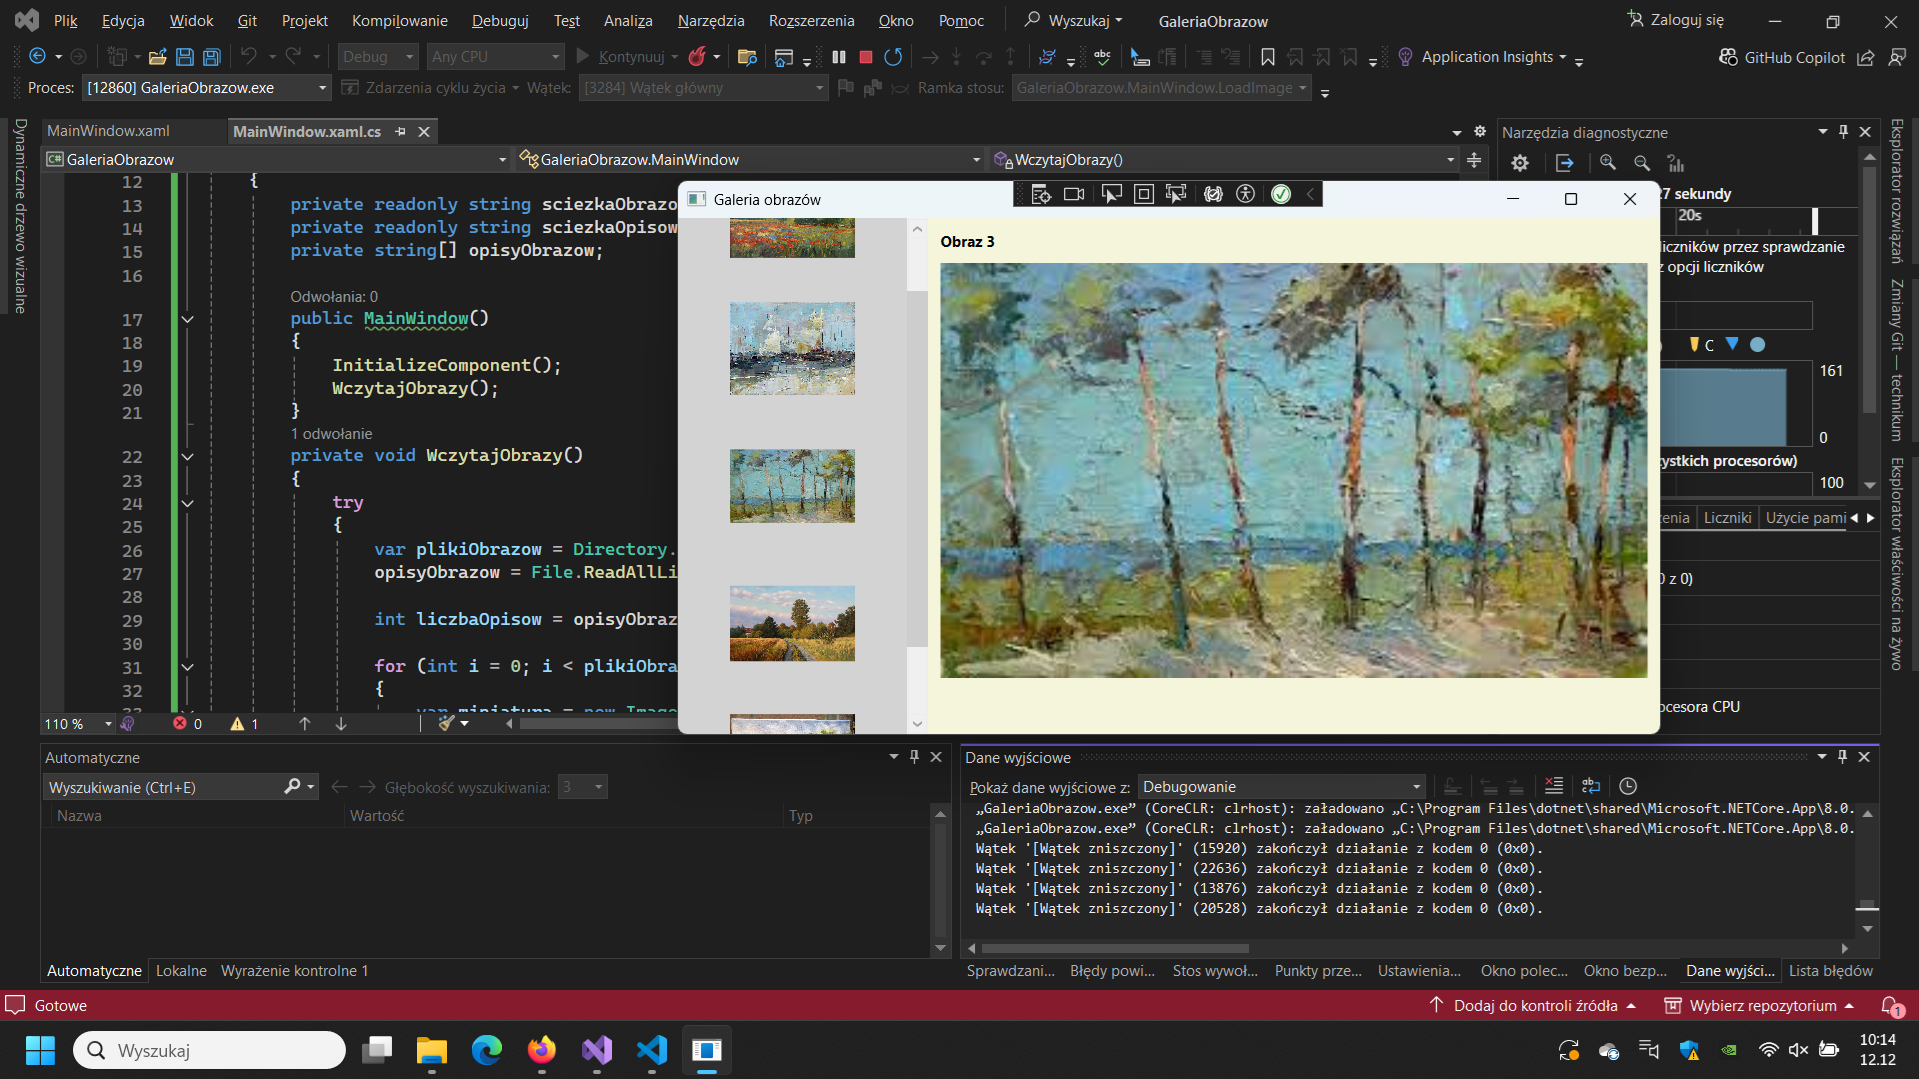 Plik Edycja Widok Git Projekt Kompilowanie Debuguj Test Analiza Narzędzia Rozszerzenia Okno Pomoc Wyszukaj GaleriaObrazow Zaloguj się
Debug Any CPU Kontynuuj Application Insights GitHub Copilot
Proces: [12860] GaleriaObrazow.exe Zdarzenia cyklu życia Wątek: [3284] Wątek główny Ramka stosu: GaleriaObrazow.MainWindow.LoadImage
Dynamiczne drzewo wizualne
MainWindow.xaml MainWindow.xaml.cs
GaleriaObrazow GaleriaObrazow.MainWindow WczytajObrazy()
12 {
13 private readonly string sciezkaObrazo
14 private readonly string sciezkaOpisow
15 private string[] opisyObrazow;
16
Odwołania: 0
17 public MainWindow()
18 {
19 InitializeComponent();
20 WczytajObrazy();
21 }
1 odwołanie
22 private void WczytajObrazy()
23 {
24 try
25 {
26 var plikiObrazow = Directory.
27 opisyObrazow = File.ReadAllLi
28
29 int liczbaOpisow = opisyObraz
30
31 for (int i = 0; i < plikiObra
32 {
33 var miniatura = new Image
110 % 0 1
Galeria obrazów
Obraz 3
Narzędzia diagnostyczne
27 sekundy
20s
liczników przez sprawdzanie
z opcji liczników
C
161
0
ystkich procesorów)
100
zenia Liczniki Użycie pami
0 z 0)
ocesora CPU
Eksplorator rozwiązań
Zmiany Git — technikum
Eksplorator właściwości na żywo
Automatyczne
Wyszukiwanie (Ctrl+E) Głębokość wyszukiwania: 3
Nazwa Wartość Typ
Automatyczne Lokalne Wyrażenie kontrolne 1
Dane wyjściowe
Pokaż dane wyjściowe z: Debugowanie
„GaleriaObrazow.exe” (CoreCLR: clrhost): załadowano „C:\Program Files\dotnet\shared\Microsoft.NETCore.App\8.0.
„GaleriaObrazow.exe” (CoreCLR: clrhost): załadowano „C:\Program Files\dotnet\shared\Microsoft.NETCore.App\8.0.
Wątek '[Wątek zniszczony]' (15920) zakończył działanie z kodem 0 (0x0).
Wątek '[Wątek zniszczony]' (22636) zakończył działanie z kodem 0 (0x0).
Wątek '[Wątek zniszczony]' (13876) zakończył działanie z kodem 0 (0x0).
Wątek '[Wątek zniszczony]' (20528) zakończył działanie z kodem 0 (0x0).
Sprawdzani... Błędy powi... Stos wywoł... Punkty prze... Ustawienia... Okno polec... Okno bezp... Dane wyjści... Lista błędów
Gotowe Dodaj do kontroli źródła Wybierz repozytorium 1
Wyszukaj
10:14
12.12